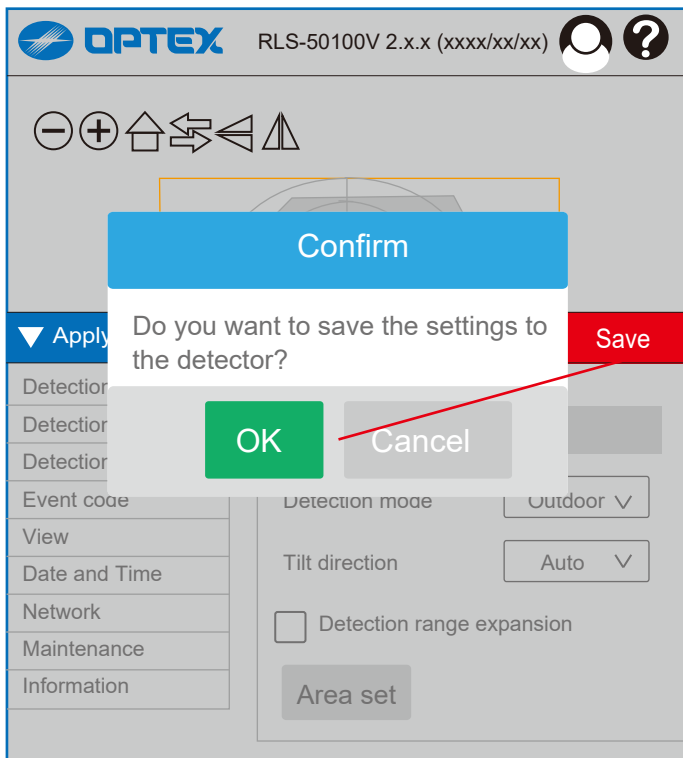 OPTEX RLS-50100V 2.x.x (xxxx/xx/xx) ?
Confirm
Do you want to save the settings to
the detector?
OK Cancel
Apply Save
Detection
Detection
Detection
Event code
View
Date and Time
Network
Maintenance
Information
Detection mode Outdoor
Tilt direction Auto
Detection range expansion
Area set